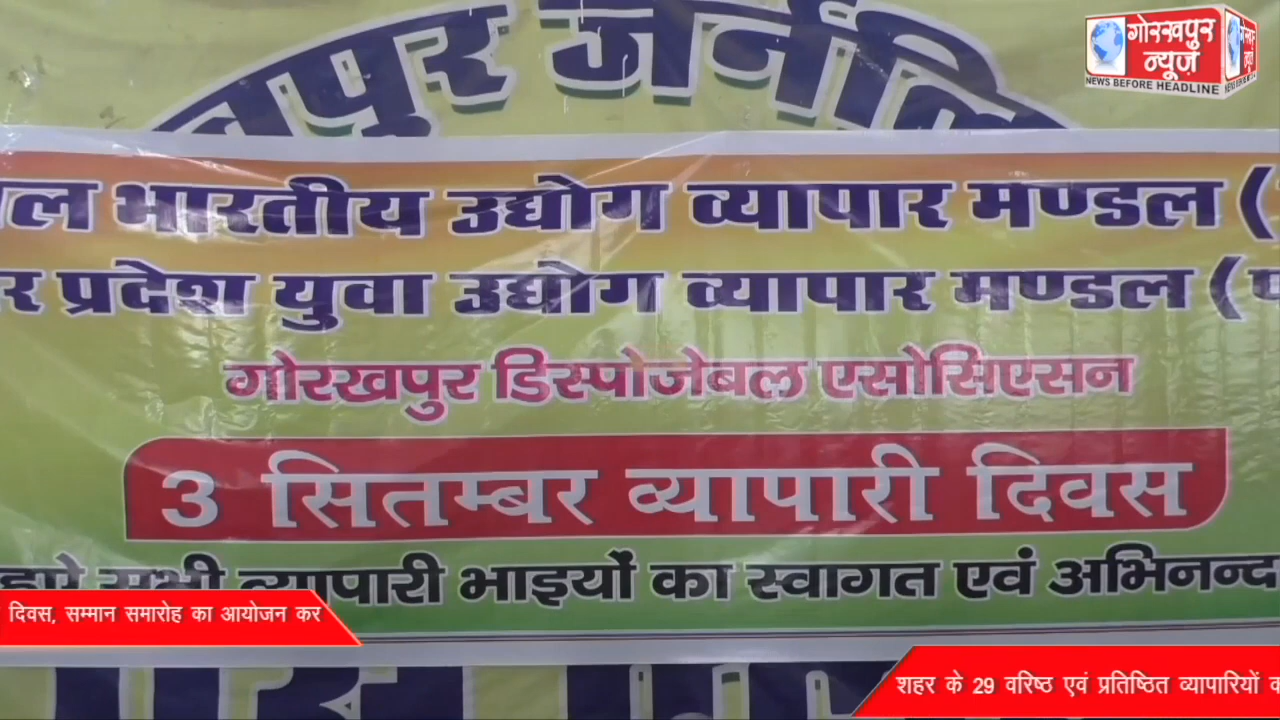 गोरखपुर
न्यूज़
NEWS BEFORE HEADLINE
भारतीय उद्योग व्यापार मण्डल (
प्रदेश युवा उद्योग व्यापार मण्डल (
गोरखपुर डिस्पोजेबल एसोसिएसन
3 सितम्बर व्यापारी दिवस
सभी व्यापारी भाइयों का स्वागत एवं अभिनन्द
दिवस, सम्मान समारोह का आयोजन कर
शहर के 29 वरिष्ठ एवं प्रतिष्ठित व्यापारियों